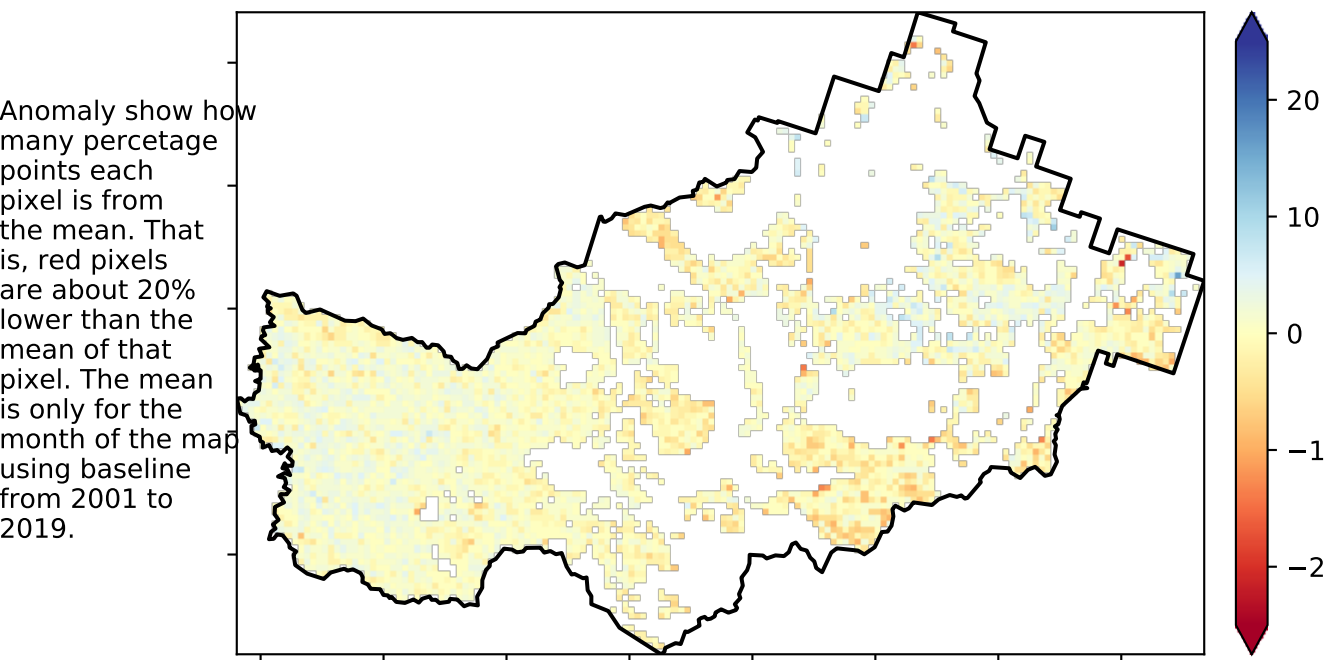 Anomaly show how
many percetage
points each
pixel is from
the mean. That
is, red pixels
are about 20%
lower than the
mean of that
pixel. The mean
is only for the
month of the map
using baseline
from 2001 to
2019.
20
10
0
−1
−2